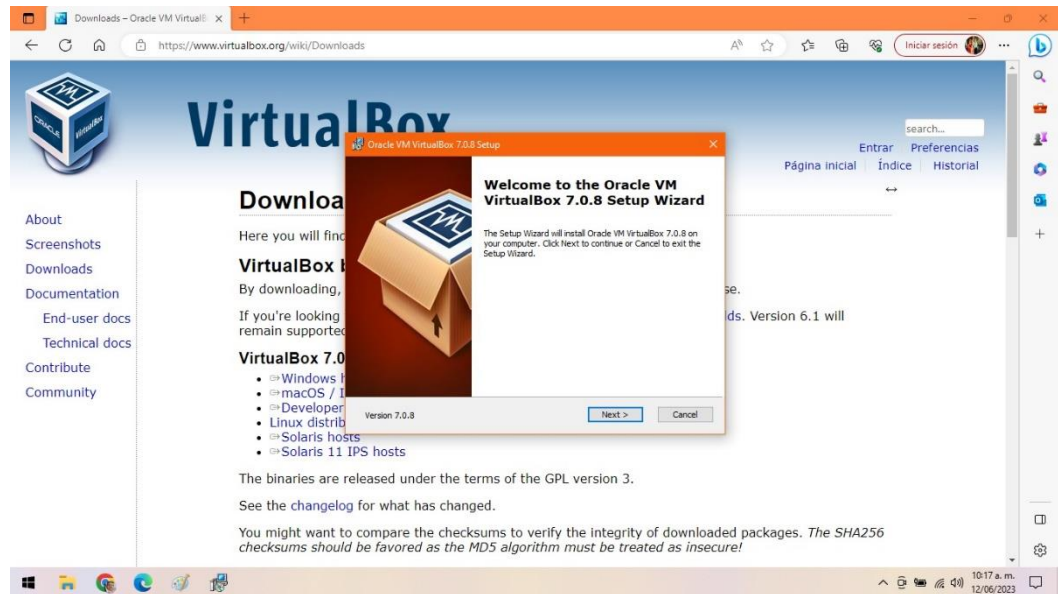 Downloads – Oracle VM VirtualB
https://www.virtualbox.org/wiki/Downloads
Iniciar sesión
ORACLE
VirtualBox
VirtualBox
search...
Entrar Preferencias
Página inicial Índice Historial
About
Screenshots
Downloads
Documentation
End-user docs
Technical docs
Contribute
Community
Downloa
Here you will find
VirtualBox b
By downloading,
se.
If you're looking
lds. Version 6.1 will
remain supported
VirtualBox 7.0
Windows h
macOS / I
Developer
Linux distrib
Solaris hosts
Solaris 11 IPS hosts
The binaries are released under the terms of the GPL version 3.
See the changelog for what has changed.
You might want to compare the checksums to verify the integrity of downloaded packages. The SHA256
checksums should be favored as the MD5 algorithm must be treated as insecure!
Oracle VM VirtualBox 7.0.8 Setup
Welcome to the Oracle VM
VirtualBox 7.0.8 Setup Wizard
The Setup Wizard will install Oracle VM VirtualBox 7.0.8 on
your computer. Click Next to continue or Cancel to exit the
Setup Wizard.
Version 7.0.8
Next >
Cancel
10:17 a. m.
12/06/2023